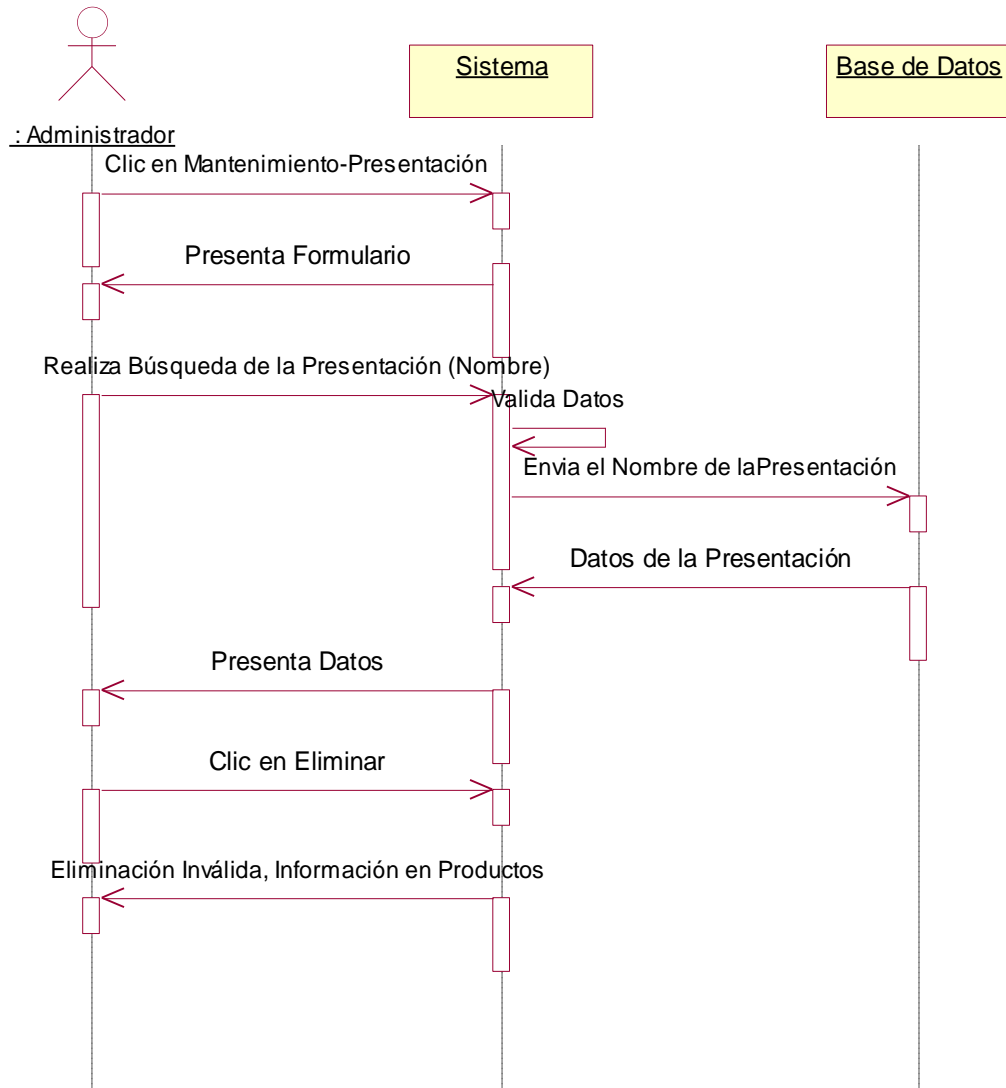 Sistema
Base de Datos
: Administrador
Clic en Mantenimiento-Presentación
Presenta Formulario
Realiza Búsqueda de la Presentación (Nombre)
Valida Datos
Envia el Nombre de laPresentación
Datos de la Presentación
Presenta Datos
Clic en Eliminar
Eliminación Inválida, Información en Productos